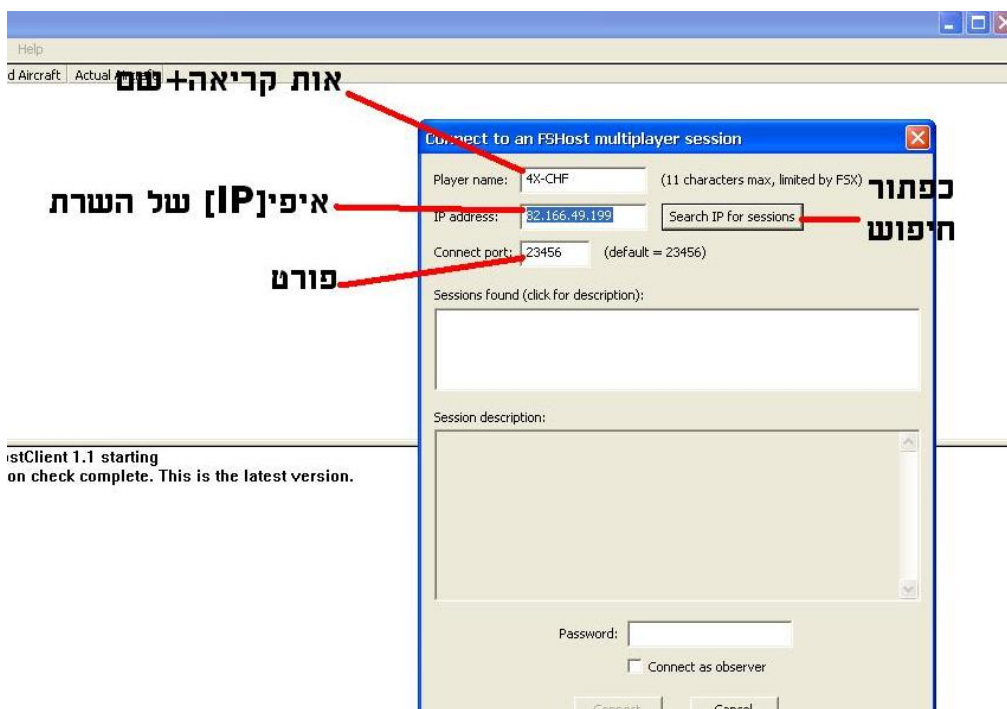 Help
d Aircraft Actual Aircraft
אות קריאה+שם
Connect to an FSHost multiplayer session
Player name: 4X-CHF (11 characters max, limited by FSX)
כפתור
חיפוש
איפי[IP] של השרת
IP address: 82.166.49.199 Search IP for sessions
Connect port: 23456 (default = 23456)
פורט
Sessions found (click for description):
Session description:
ostClient 1.1 starting
on check complete. This is the latest version.
Password:
Connect as observer
Connect Cancel